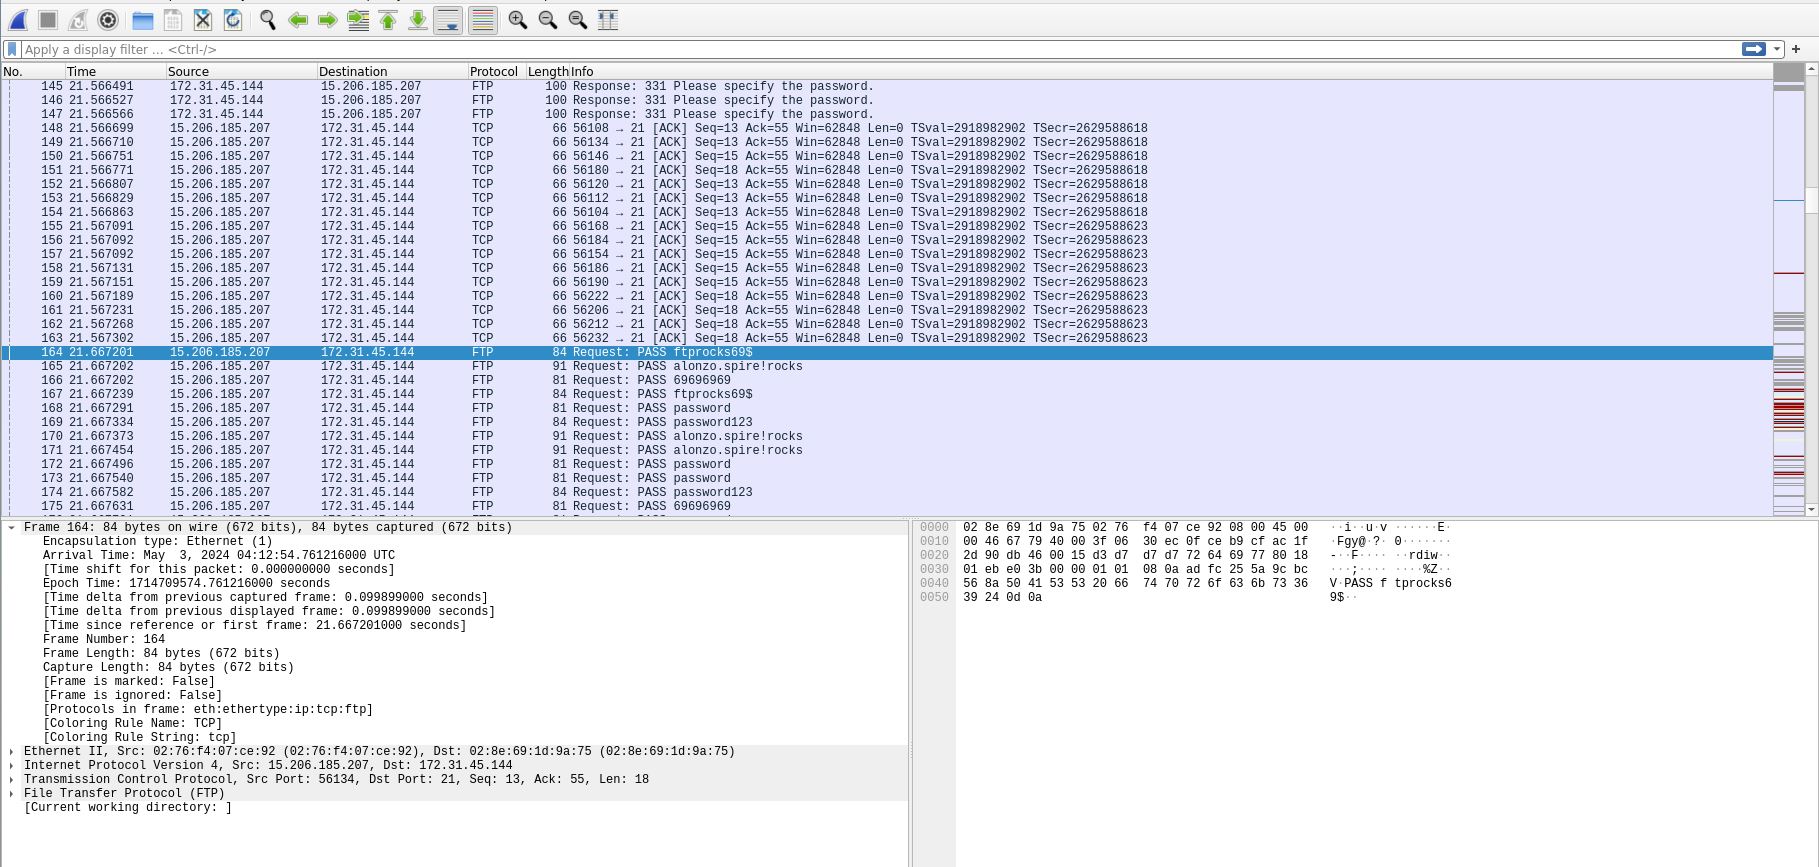 Apply a display filter ... <Ctrl-/>
No. Time Source Destination Protocol Length Info
145 21.566491 172.31.45.144 15.206.185.207 FTP 100 Response: 331 Please specify the password.
146 21.566527 172.31.45.144 15.206.185.207 FTP 100 Response: 331 Please specify the password.
147 21.566566 172.31.45.144 15.206.185.207 FTP 100 Response: 331 Please specify the password.
148 21.566699 15.206.185.207 172.31.45.144 TCP 66 56108 → 21 [ACK] Seq=13 Ack=55 Win=62848 Len=0 TSval=2918982902 TSecr=2629588618
149 21.566710 15.206.185.207 172.31.45.144 TCP 66 56134 → 21 [ACK] Seq=13 Ack=55 Win=62848 Len=0 TSval=2918982902 TSecr=2629588618
150 21.566751 15.206.185.207 172.31.45.144 TCP 66 56146 → 21 [ACK] Seq=15 Ack=55 Win=62848 Len=0 TSval=2918982902 TSecr=2629588618
151 21.566771 15.206.185.207 172.31.45.144 TCP 66 56180 → 21 [ACK] Seq=18 Ack=55 Win=62848 Len=0 TSval=2918982902 TSecr=2629588618
152 21.566807 15.206.185.207 172.31.45.144 TCP 66 56120 → 21 [ACK] Seq=13 Ack=55 Win=62848 Len=0 TSval=2918982902 TSecr=2629588618
153 21.566829 15.206.185.207 172.31.45.144 TCP 66 56112 → 21 [ACK] Seq=13 Ack=55 Win=62848 Len=0 TSval=2918982902 TSecr=2629588618
154 21.566863 15.206.185.207 172.31.45.144 TCP 66 56104 → 21 [ACK] Seq=13 Ack=55 Win=62848 Len=0 TSval=2918982902 TSecr=2629588618
155 21.567091 15.206.185.207 172.31.45.144 TCP 66 56168 → 21 [ACK] Seq=15 Ack=55 Win=62848 Len=0 TSval=2918982902 TSecr=2629588623
156 21.567092 15.206.185.207 172.31.45.144 TCP 66 56184 → 21 [ACK] Seq=15 Ack=55 Win=62848 Len=0 TSval=2918982902 TSecr=2629588623
157 21.567092 15.206.185.207 172.31.45.144 TCP 66 56154 → 21 [ACK] Seq=15 Ack=55 Win=62848 Len=0 TSval=2918982902 TSecr=2629588623
158 21.567131 15.206.185.207 172.31.45.144 TCP 66 56186 → 21 [ACK] Seq=15 Ack=55 Win=62848 Len=0 TSval=2918982902 TSecr=2629588623
159 21.567151 15.206.185.207 172.31.45.144 TCP 66 56190 → 21 [ACK] Seq=15 Ack=55 Win=62848 Len=0 TSval=2918982902 TSecr=2629588623
160 21.567189 15.206.185.207 172.31.45.144 TCP 66 56222 → 21 [ACK] Seq=18 Ack=55 Win=62848 Len=0 TSval=2918982902 TSecr=2629588623
161 21.567231 15.206.185.207 172.31.45.144 TCP 66 56206 → 21 [ACK] Seq=18 Ack=55 Win=62848 Len=0 TSval=2918982902 TSecr=2629588623
162 21.567268 15.206.185.207 172.31.45.144 TCP 66 56212 → 21 [ACK] Seq=18 Ack=55 Win=62848 Len=0 TSval=2918982902 TSecr=2629588623
163 21.567302 15.206.185.207 172.31.45.144 TCP 66 56232 → 21 [ACK] Seq=18 Ack=55 Win=62848 Len=0 TSval=2918982902 TSecr=2629588623
164 21.667201 15.206.185.207 172.31.45.144 FTP 84 Request: PASS ftprocks69$
165 21.667202 15.206.185.207 172.31.45.144 FTP 91 Request: PASS alonzo.spire!rocks
166 21.667202 15.206.185.207 172.31.45.144 FTP 81 Request: PASS 69696969
167 21.667239 15.206.185.207 172.31.45.144 FTP 84 Request: PASS ftprocks69$
168 21.667291 15.206.185.207 172.31.45.144 FTP 81 Request: PASS password
169 21.667334 15.206.185.207 172.31.45.144 FTP 84 Request: PASS password123
170 21.667373 15.206.185.207 172.31.45.144 FTP 91 Request: PASS alonzo.spire!rocks
171 21.667454 15.206.185.207 172.31.45.144 FTP 91 Request: PASS alonzo.spire!rocks
172 21.667496 15.206.185.207 172.31.45.144 FTP 81 Request: PASS password
173 21.667540 15.206.185.207 172.31.45.144 FTP 81 Request: PASS password
174 21.667582 15.206.185.207 172.31.45.144 FTP 84 Request: PASS password123
175 21.667631 15.206.185.207 172.31.45.144 FTP 81 Request: PASS 69696969
Frame 164: 84 bytes on wire (672 bits), 84 bytes captured (672 bits)
Encapsulation type: Ethernet (1)
Arrival Time: May  3, 2024 04:12:54.761216000 UTC
[Time shift for this packet: 0.000000000 seconds]
Epoch Time: 1714709574.761216000 seconds
[Time delta from previous captured frame: 0.099899000 seconds]
[Time delta from previous displayed frame: 0.099899000 seconds]
[Time since reference or first frame: 21.667201000 seconds]
Frame Number: 164
Frame Length: 84 bytes (672 bits)
Capture Length: 84 bytes (672 bits)
[Frame is marked: False]
[Frame is ignored: False]
[Protocols in frame: eth:ethertype:ip:tcp:ftp]
[Coloring Rule Name: TCP]
[Coloring Rule String: tcp]
Ethernet II, Src: 02:76:f4:07:ce:92 (02:76:f4:07:ce:92), Dst: 02:8e:69:1d:9a:75 (02:8e:69:1d:9a:75)
Internet Protocol Version 4, Src: 15.206.185.207, Dst: 172.31.45.144
Transmission Control Protocol, Src Port: 56134, Dst Port: 21, Seq: 13, Ack: 55, Len: 18
File Transfer Protocol (FTP)
[Current working directory: ]
0000 02 8e 69 1d 9a 75 02 76 f4 07 ce 92 08 00 45 00 ··i··u·v ······E·
0010 00 46 67 79 40 00 3f 06 30 ec 0f ce b9 cf ac 1f ·Fgy@·?· 0·······
0020 2d 90 db 46 00 15 d3 d7 d7 d7 72 64 69 77 80 18 -··F···· ··rdiw··
0030 01 eb e0 3b 00 00 01 01 08 0a ad fc 25 5a 9c bc ···;···· ····%Z··
0040 56 8a 50 41 53 53 20 66 74 70 72 6f 63 6b 73 36 V·PASS f tprocks6
0050 39 24 0d 0a 9$··